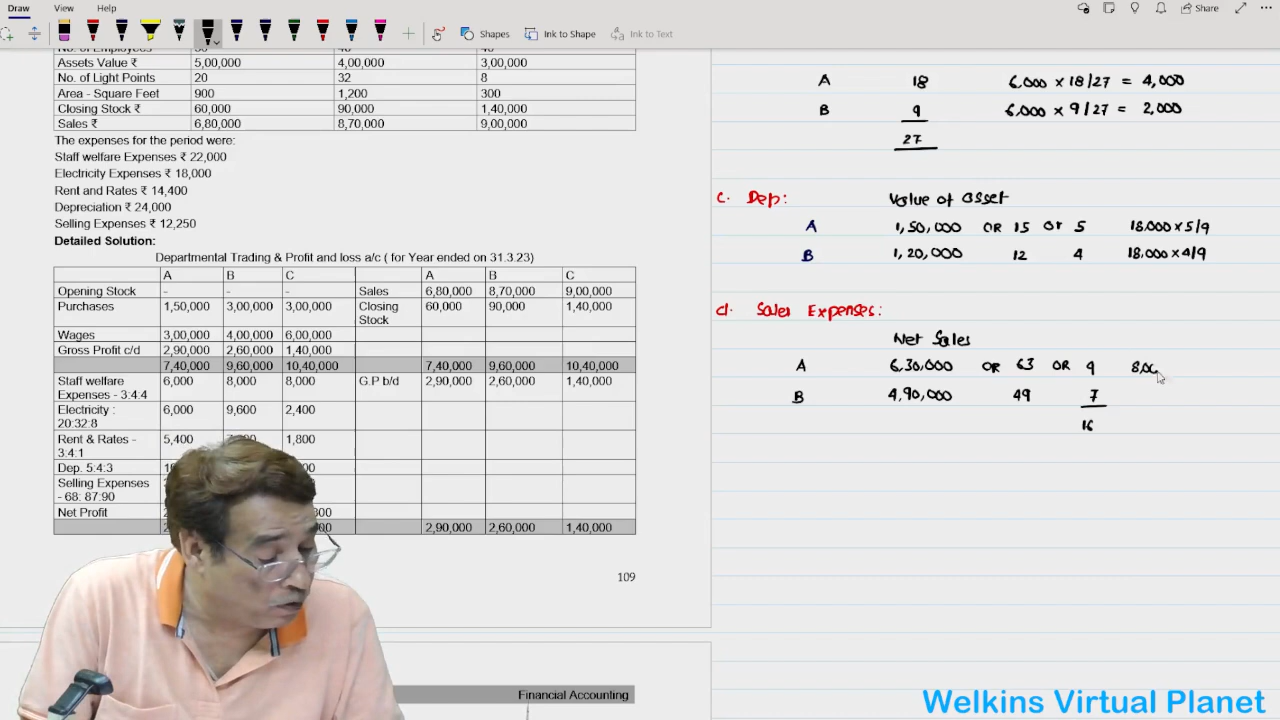 Draw View Help Share
Shapes Ink to Shape Ink to Text
No. of Employees
Assets Value ₹ 5,00,000 4,00,000 3,00,000
No. of Light Points 20 32 8
Area - Square Feet 900 1,200 300
Closing Stock ₹ 60,000 90,000 1,40,000
Sales ₹ 6,80,000 8,70,000 9,00,000
The expenses for the period were:
Staff welfare Expenses ₹ 22,000
Electricity Expenses ₹ 18,000
Rent and Rates ₹ 14,400
Depreciation ₹ 24,000
Selling Expenses ₹ 12,250
Detailed Solution:
Departmental Trading & Profit and loss a/c ( for Year ended on 31.3.23)
A B C A B C
Opening Stock - - - Sales 6,80,000 8,70,000 9,00,000
Purchases 1,50,000 3,00,000 3,00,000 Closing Stock 60,000 90,000 1,40,000
Wages 3,00,000 4,00,000 6,00,000
Gross Profit c/d 2,90,000 2,60,000 1,40,000
7,40,000 9,60,000 10,40,000 7,40,000 9,60,000 10,40,000
Staff welfare 6,000 8,000 8,000 G.P b/d 2,90,000 2,60,000 1,40,000
Expenses - 3:4:4
Electricity : 6,000 9,600 2,400
20:32:8
Rent & Rates - 5,400 1,800
3:4:1
Dep. 5:4:3
Selling Expenses
- 68: 87:90
Net Profit
2,90,000 2,60,000 1,40,000
109
Financial Accounting
A 18 6,000 x 18/27 = 4,000
B 9 6,000 x 9/27 = 2,000
27
C. Dep: Value of asset
A 1,50,000 OR 15 or 5 18,000 x 5/9
B 1,20,000 12 4 18,000 x 4/9
d. Sales Expenses:
Net Sales
A 6,30,000 OR 63 OR 9 8,00
B 4,90,000 49 7
16
Welkins Virtual Planet